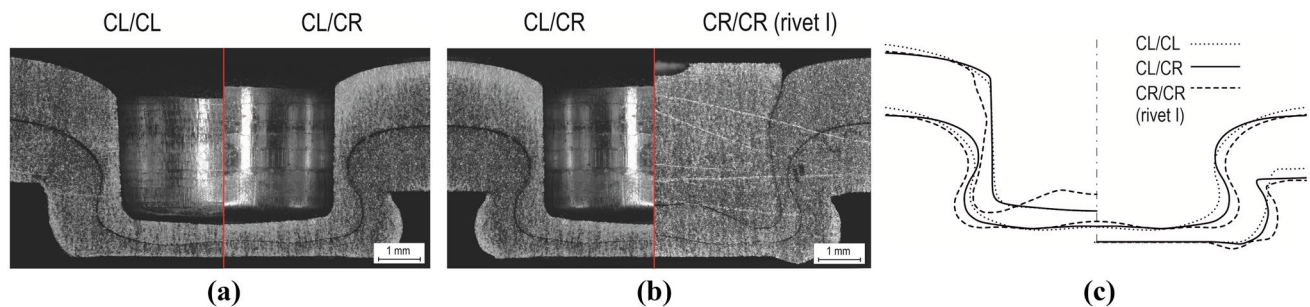 CL/CL CL/CR
1 mm
(a)
CL/CR CR/CR (rivet I)
1 mm
(b)
CL/CL
CL/CR
CR/CR
(rivet I)
(c)